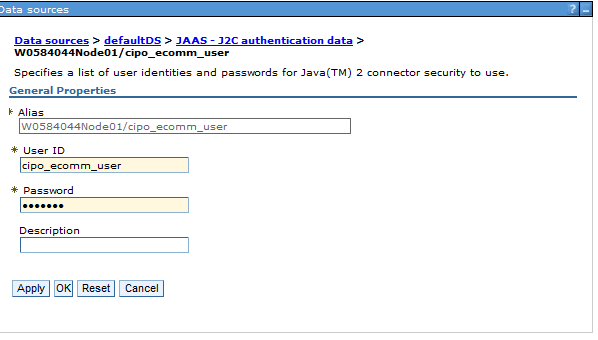 Data sources
? –
Data sources > defaultDS > JAAS - J2C authentication data >
W0584044Node01/cipo_ecomm_user
Specifies a list of user identities and passwords for Java(TM) 2 connector security to use.
General Properties
* Alias
W0584044Node01/cipo_ecomm_user
* User ID
cipo_ecomm_user
* Password
•••••••
Description
Apply OK Reset Cancel